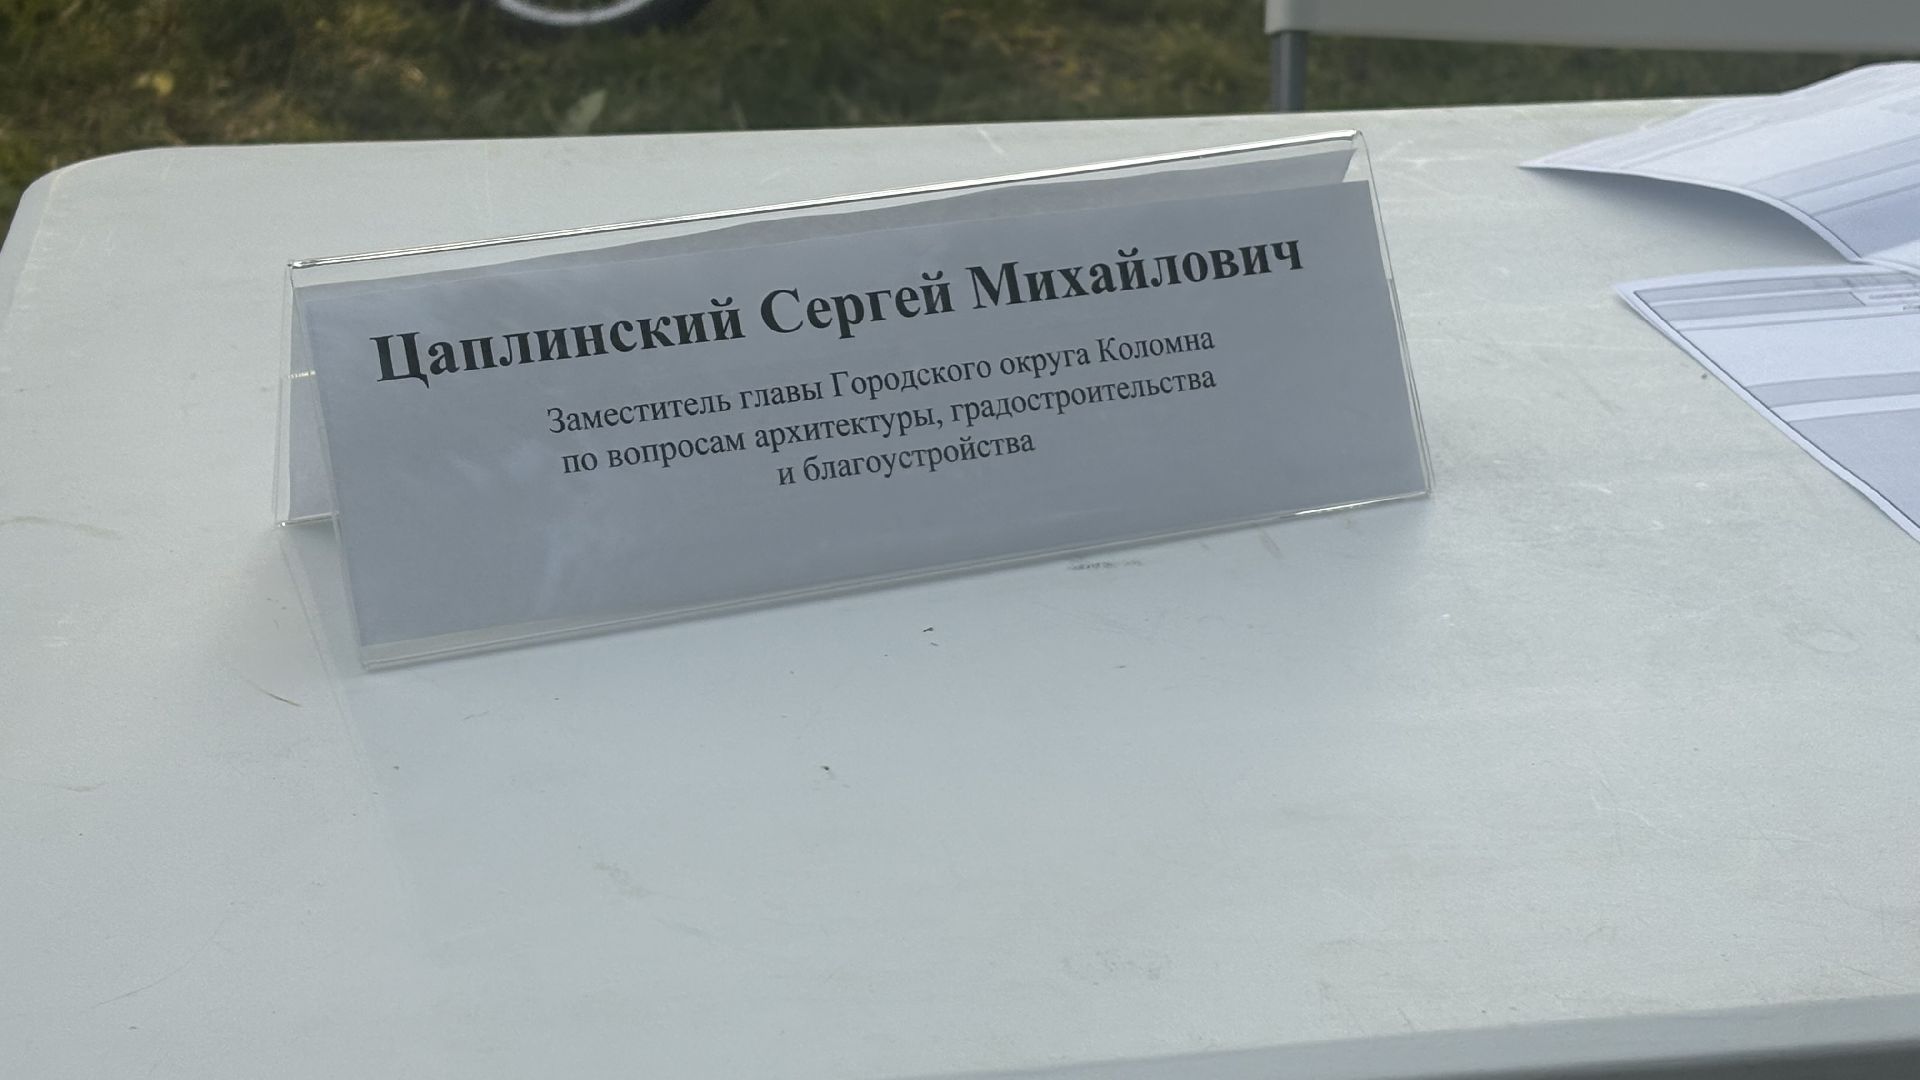 Цаплинский Сергей Михайлович
Заместитель главы Городского округа Коломна
по вопросам архитектуры, градостроительства
и благоустройства